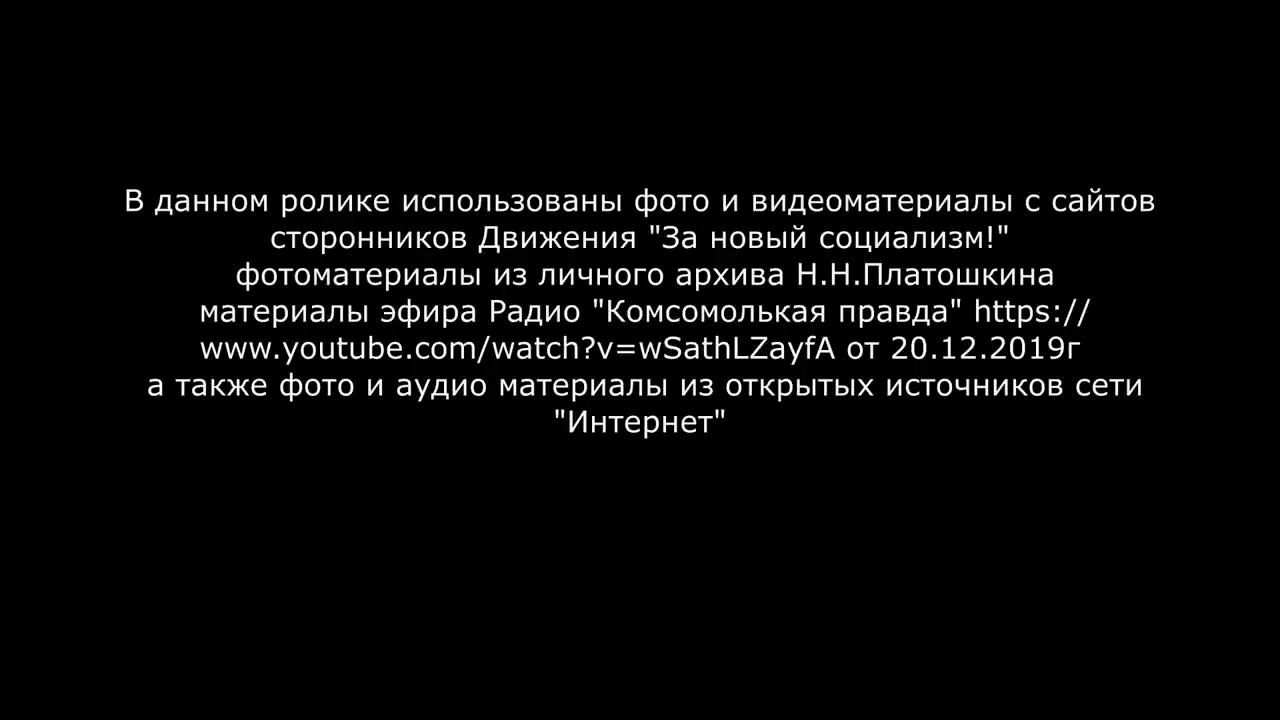 В данном ролике использованы фото и видеоматериалы с сайтов
сторонников Движения "За новый социализм!"
фотоматериалы из личного архива Н.Н.Платошкина
материалы эфира Радио "Комсомолькая правда" https://
www.youtube.com/watch?v=wSathLZayfA от 20.12.2019г
а также фото и аудио материалы из открытых источников сети
"Интернет"